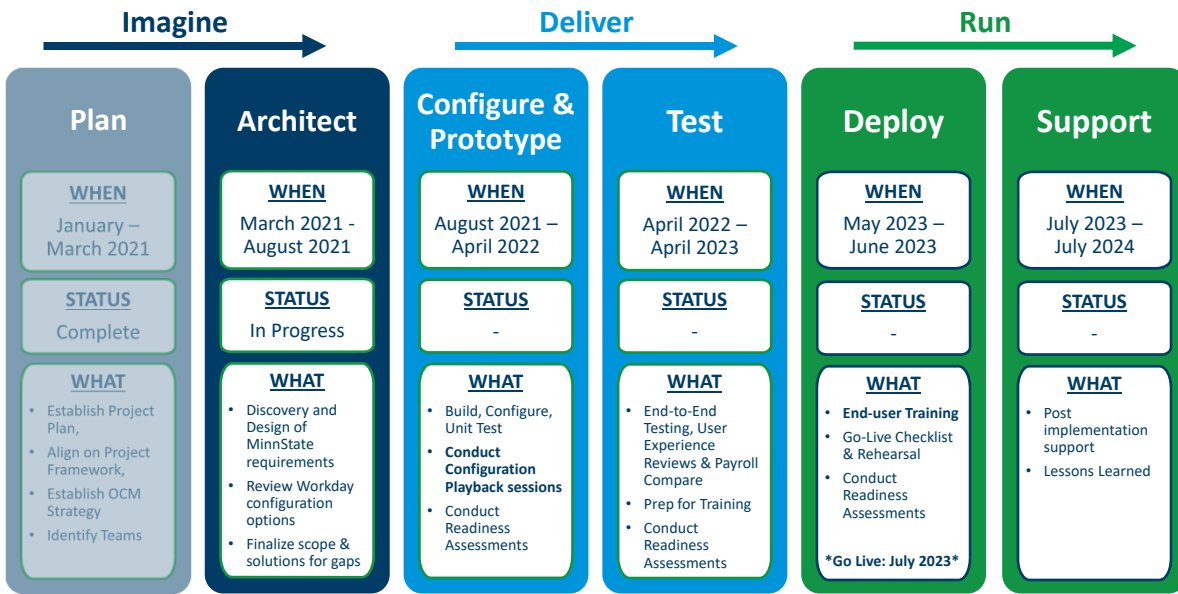 Imagine
Deliver
Run
Plan
WHEN
January –
March 2021
STATUS
Complete
WHAT
• Establish Project
Plan,
• Align on Project
Framework,
• Establish OCM
Strategy
• Identify Teams
Architect
WHEN
March 2021 -
August 2021
STATUS
In Progress
WHAT
• Discovery and
Design of
MinnState
requirements
• Review Workday
configuration
options
• Finalize scope &
solutions for gaps
Configure &
Prototype
WHEN
August 2021 –
April 2022
STATUS
-
WHAT
• Build, Configure,
Unit Test
• Conduct
Configuration
Playback sessions
• Conduct
Readiness
Assessments
Test
WHEN
April 2022 –
April 2023
STATUS
-
WHAT
• End-to-End
Testing, User
Experience
Reviews & Payroll
Compare
• Prep for Training
• Conduct
Readiness
Assessments
Deploy
WHEN
May 2023 –
June 2023
STATUS
-
WHAT
• End-user Training
• Go-Live Checklist
& Rehearsal
• Conduct
Readiness
Assessments
*Go Live: July 2023*
Support
WHEN
July 2023 –
July 2024
STATUS
-
WHAT
• Post
implementation
support
• Lessons Learned